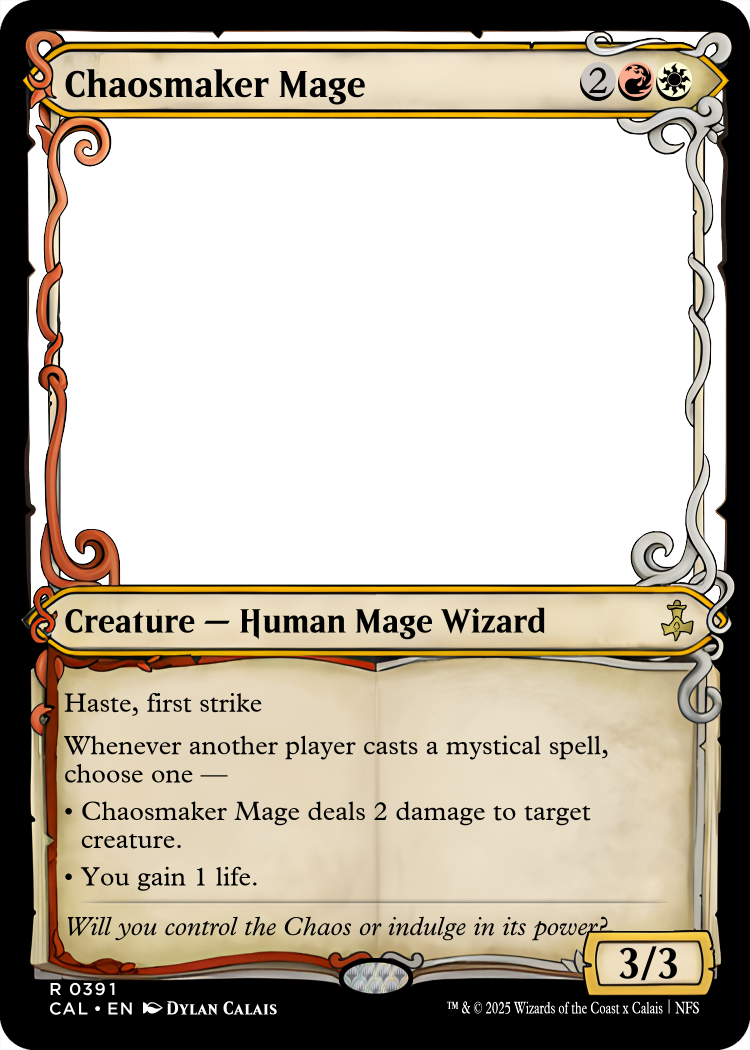 Chaosmaker Mage 2
Creature — Human Mage Wizard
Haste, first strike
Whenever another player casts a mystical spell,
choose one —
• Chaosmaker Mage deals 2 damage to target
creature.
• You gain 1 life.
Will you control the Chaos or indulge in its power?
3/3
R 0391
CAL • EN Dylan Calais
™ & © 2025 Wizards of the Coast x Calais | NFS